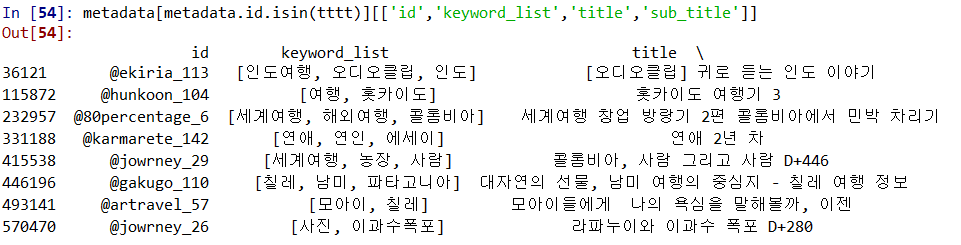 In [54]: metadata[metadata.id.isin(tttt)][['id','keyword_list','title','sub_title']]
Out[54]:
id keyword_list title \
36121 @ekiria_113 [인도여행, 오디오클립, 인도] [오디오클립] 귀로 듣는 인도 이야기
115872 @hunkoon_104 [여행, 홋카이도] 홋카이도 여행기 3
232957 @80percentage_6 [세계여행, 해외여행, 콜롬비아] 세계여행 창업 방랑기 2편 콜롬비아에서 민박 차리기
331188 @karmarete_142 [연애, 연인, 에세이] 연애 2년 차
415538 @jowrney_29 [세계여행, 농장, 사람] 콜롬비아, 사람 그리고 사람 D+446
446196 @gakugo_110 [칠레, 남미, 파타고니아] 대자연의 선물, 남미 여행의 중심지 - 칠레 여행 정보
493141 @artravel_57 [모아이, 칠레] 모아이들에게 나의 욕심을 말해볼까, 이젠
570470 @jowrney_26 [사진, 이과수폭포] 라파누이와 이과수 폭포 D+280